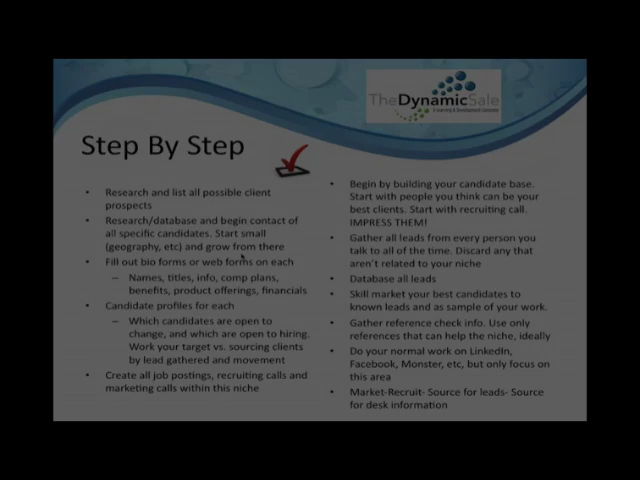 TheDynamicSale
Step By Step
• Research and list all possible client
prospects
• Research/database and begin contact of
all specific candidates. Start small
(geography, etc) and grow from there
• Fill out bio forms or web forms on each
– Names, titles, info, comp plans,
benefits, product offerings, financials
• Candidate profiles for each
– Which candidates are open to
change, and which are open to hiring.
Work your target vs. sourcing clients
by lead gathered and movement
• Create all job postings, recruiting calls and
marketing calls within this niche
• Begin by building your candidate base.
Start with people you think can be your
best clients. Start with recruiting call.
IMPRESS THEM!
• Gather all leads from every person you
talk to all of the time. Discard any that
aren't related to your niche
• Database all leads
• Skill market your best candidates to
known leads and as sample of your work.
• Gather reference check info. Use only
references that can help the niche, ideally
• Do your normal work on LinkedIn,
Facebook, Monster, etc, but only focus on
this area
• Market-Recruit- Source for leads- Source
for desk information